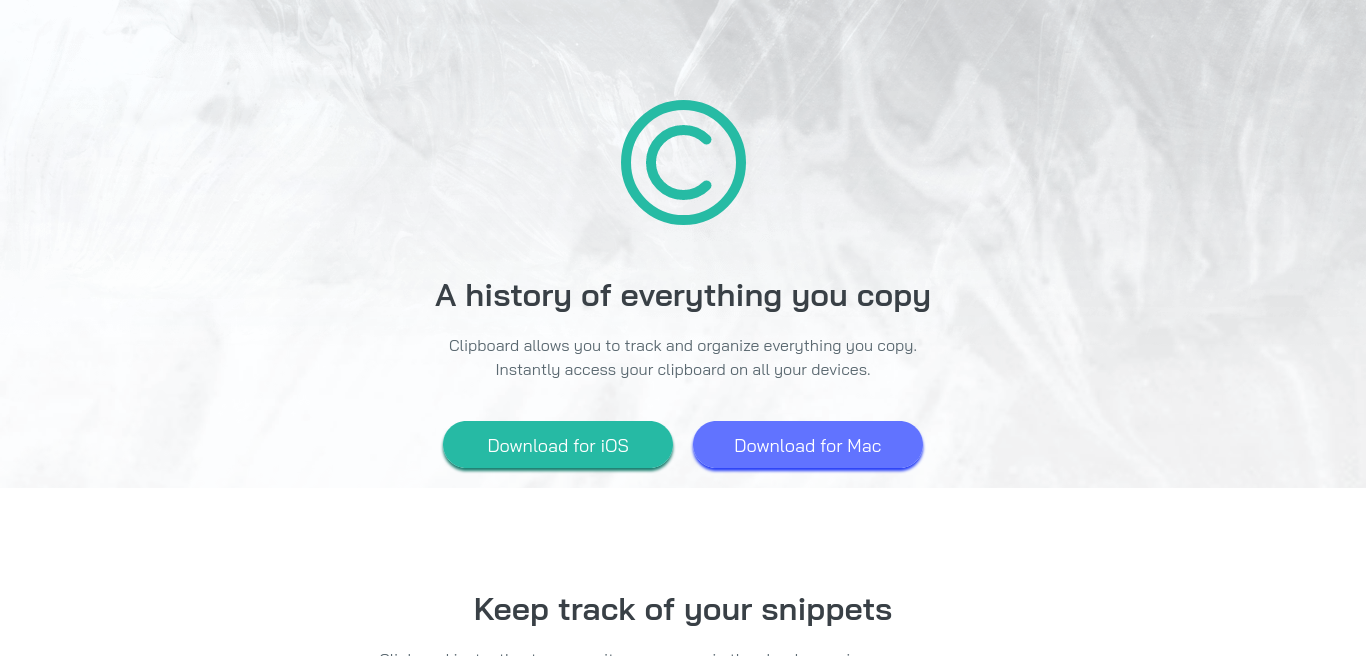 A history of everything you copy
Clipboard allows you to track and organize everything you copy.
Instantly access your clipboard on all your devices.
Download for iOS
Download for Mac
Keep track of your snippets